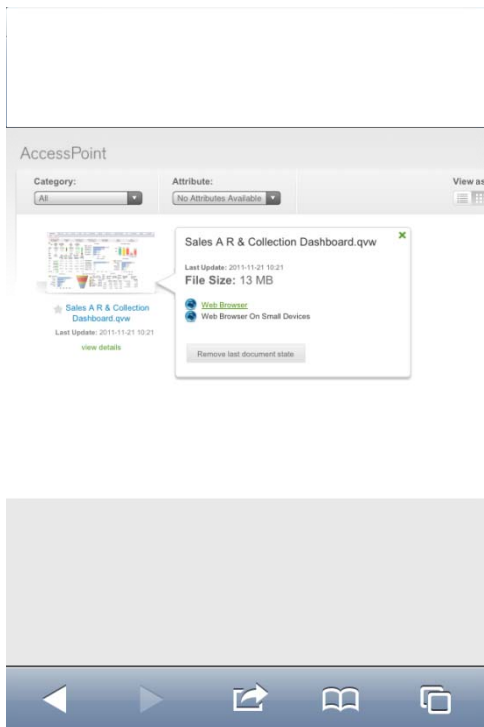 AccessPoint
Category:
Attribute:
View as
All
No Attributes Available
Sales A R & Collection Dashboard.qvw
Last Update: 2011-11-21 10:21
File Size: 13 MB
Web Browser
Web Browser On Small Devices
Remove last document state
Sales A R & Collection
Dashboard.qvw
Last Update: 2011-11-21 10:21
view details